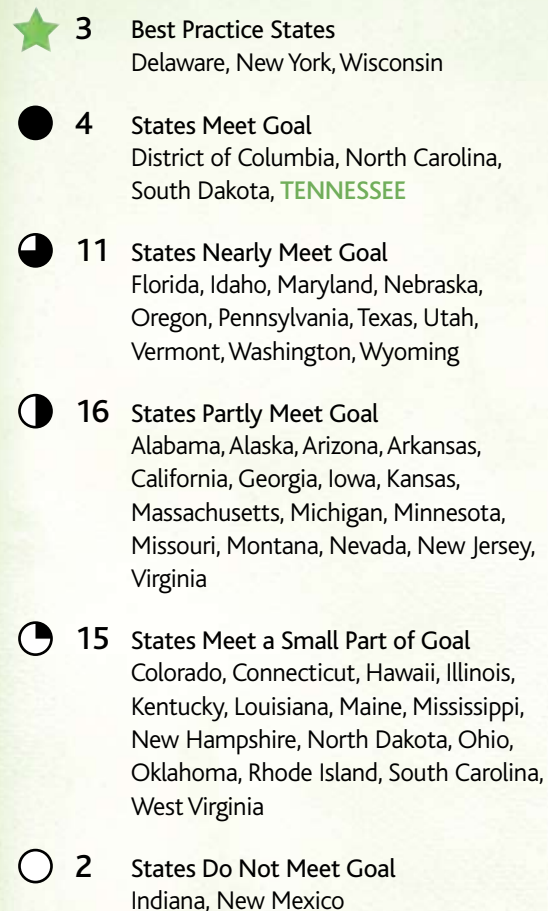 3 Best Practice States
Delaware, New York, Wisconsin
4 States Meet Goal
District of Columbia, North Carolina,
South Dakota, TENNESSEE
11 States Nearly Meet Goal
Florida, Idaho, Maryland, Nebraska,
Oregon, Pennsylvania, Texas, Utah,
Vermont, Washington, Wyoming
16 States Partly Meet Goal
Alabama, Alaska, Arizona, Arkansas,
California, Georgia, Iowa, Kansas,
Massachusetts, Michigan, Minnesota,
Missouri, Montana, Nevada, New Jersey,
Virginia
15 States Meet a Small Part of Goal
Colorado, Connecticut, Hawaii, Illinois,
Kentucky, Louisiana, Maine, Mississippi,
New Hampshire, North Dakota, Ohio,
Oklahoma, Rhode Island, South Carolina,
West Virginia
2 States Do Not Meet Goal
Indiana, New Mexico